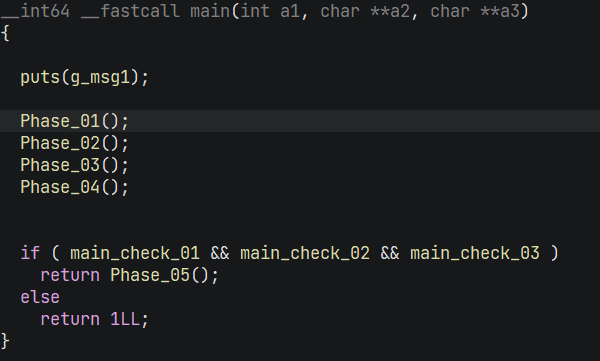 __int64 __fastcall main(int a1, char **a2, char **a3)
{
puts(g_msg1);
Phase_01();
Phase_02();
Phase_03();
Phase_04();
if ( main_check_01 && main_check_02 && main_check_03 )
return Phase_05();
else
return 1LL;
}